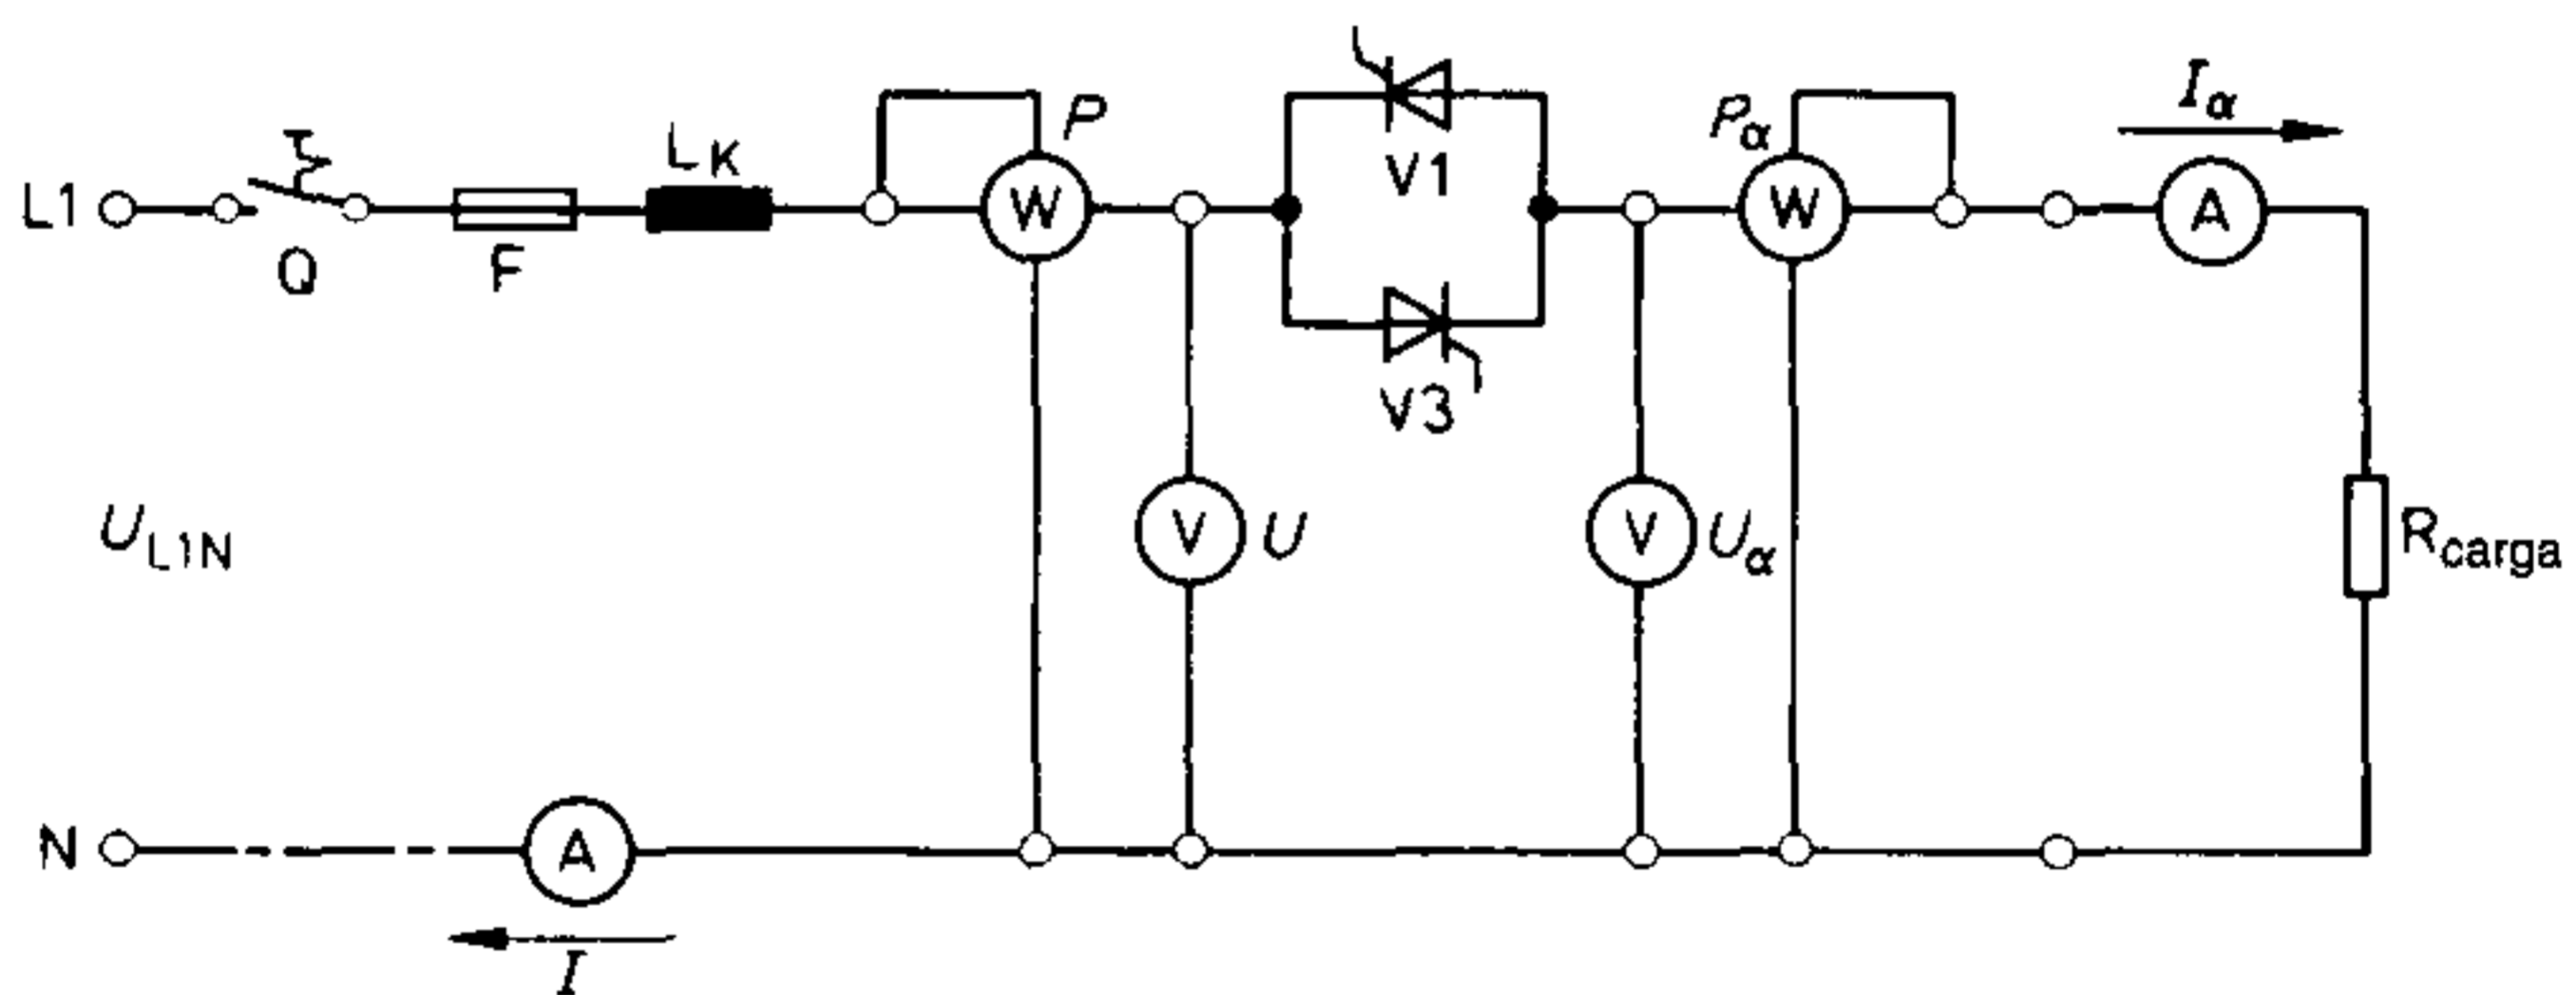 L1
Q
F
LK
P
W
V1
V3
Pα
W
Iα
A
UL1N
V
U
V
Uα
Rcarga
N
A
I